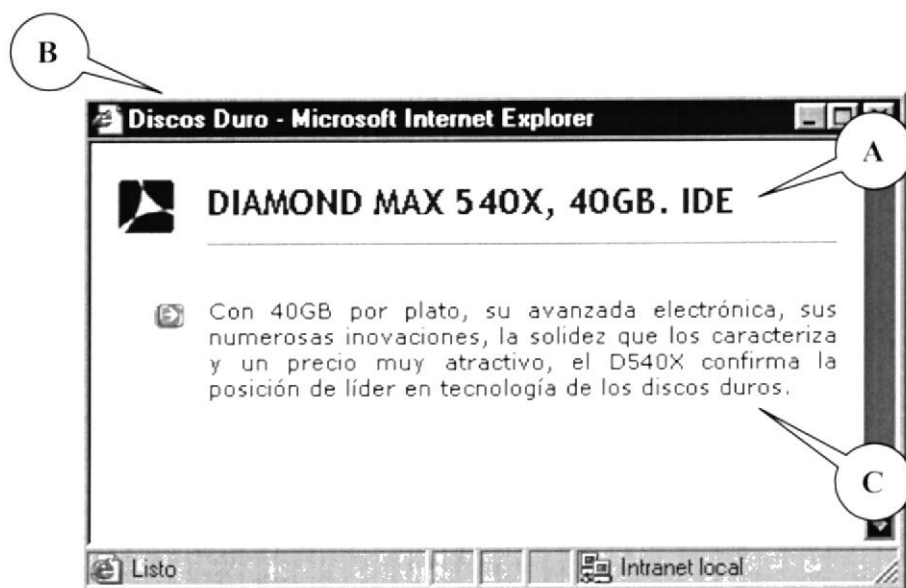 B
Discos Duro - Microsoft Internet Explorer
A
DIAMOND MAX 540X, 40GB. IDE
Con 40GB por plato, su avanzada electrónica, sus
numerosas inovaciones, la solidez que los caracteriza
y un precio muy atractivo, el D540X confirma la
posición de líder en tecnología de los discos duros.
C
Listo
Intranet local